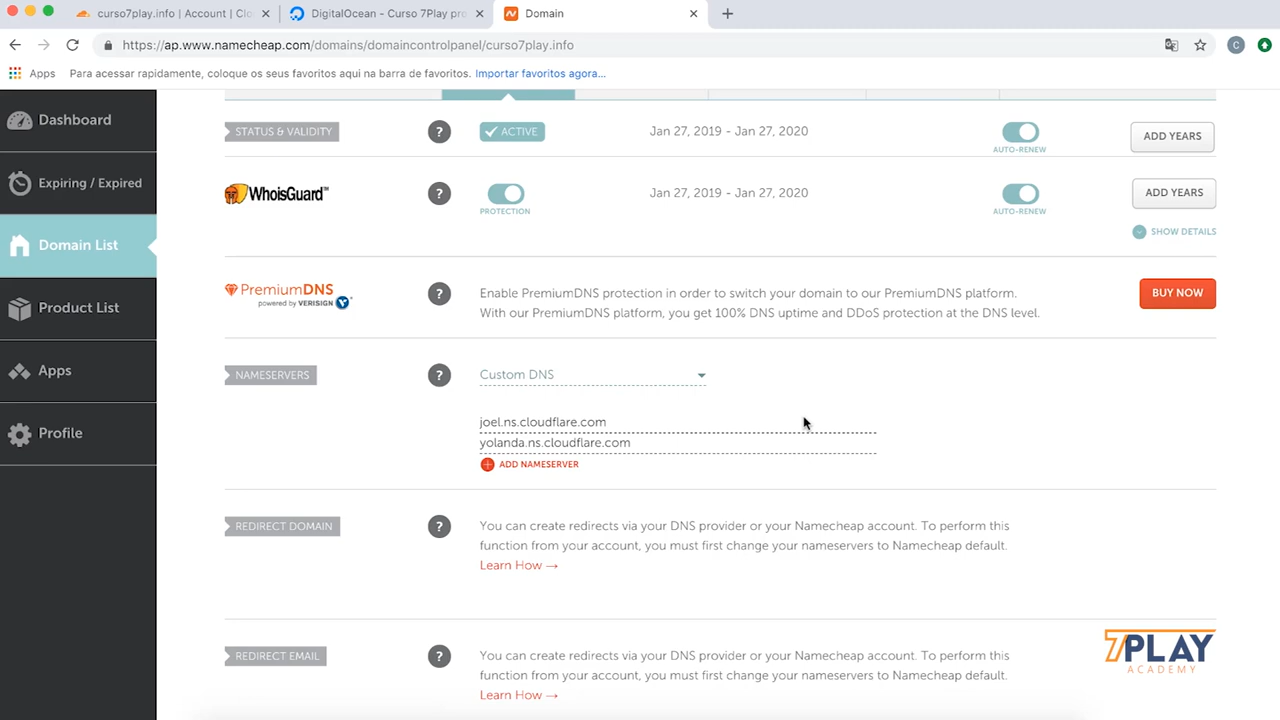 curso7play.info | Account | Clo
DigitalOcean - Curso 7Play pro
Domain
https://ap.www.namecheap.com/domains/domaincontrolpanel/curso7play.info
C
Apps
Para acessar rapidamente, coloque os seus favoritos aqui na barra de favoritos. Importar favoritos agora...
Dashboard
Expiring / Expired
Domain List
Product List
Apps
Profile
STATUS & VALIDITY
?
ACTIVE
Jan 27, 2019 - Jan 27, 2020
AUTO-RENEW
ADD YEARS
WhoisGuard™
?
PROTECTION
Jan 27, 2019 - Jan 27, 2020
AUTO-RENEW
ADD YEARS
SHOW DETAILS
PremiumDNS
powered by VERISIGN
?
Enable PremiumDNS protection in order to switch your domain to our PremiumDNS platform.
With our PremiumDNS platform, you get 100% DNS uptime and DDoS protection at the DNS level.
BUY NOW
NAMESERVERS
?
Custom DNS
joel.ns.cloudflare.com
yolanda.ns.cloudflare.com
ADD NAMESERVER
REDIRECT DOMAIN
?
You can create redirects via your DNS provider or your Namecheap account. To perform this
function from your account, you must first change your nameservers to Namecheap default.
Learn How →
REDIRECT EMAIL
?
You can create redirects via your DNS provider or your Namecheap account. To perform this
function from your account, you must first change your nameservers to Namecheap default.
Learn How →
7PLAY
ACADEMY